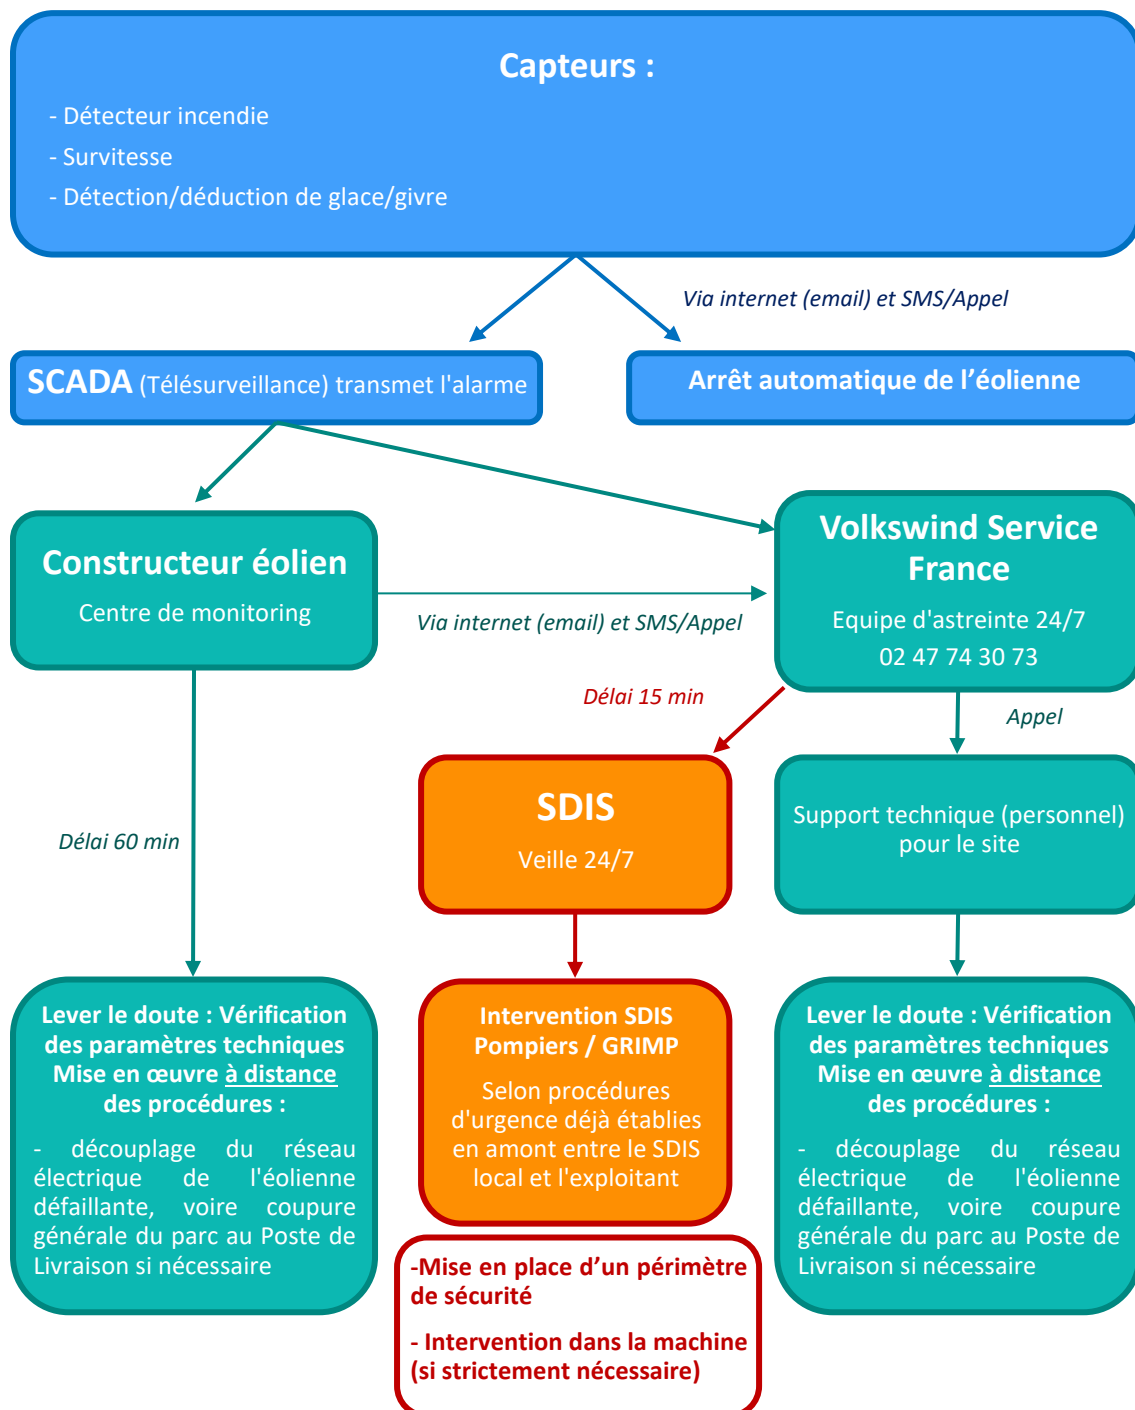 Capteurs :
- Détecteur incendie
- Survitesse
- Détection/déduction de glace/givre
Via internet (email) et SMS/Appel
SCADA (Télésurveillance) transmet l'alarme
Arrêt automatique de l’éolienne
Constructeur éolien
Centre de monitoring
Via internet (email) et SMS/Appel
Volkswind Service
France
Equipe d'astreinte 24/7
02 47 74 30 73
Délai 15 min
Appel
SDIS
Veille 24/7
Support technique (personnel)
pour le site
Délai 60 min
Lever le doute : Vérification
des paramètres techniques
Mise en œuvre à distance
des procédures :
- découplage du réseau
électrique de l'éolienne
défaillante, voire coupure
générale du parc au Poste de
Livraison si nécessaire
Intervention SDIS
Pompiers / GRIMP
Selon procédures
d'urgence déjà établies
en amont entre le SDIS
local et l'exploitant
-Mise en place d’un périmètre
de sécurité
- Intervention dans la machine
(si strictement nécessaire)
Lever le doute : Vérification
des paramètres techniques
Mise en œuvre à distance
des procédures :
- découplage du réseau
électrique de l'éolienne
défaillante, voire coupure
générale du parc au Poste de
Livraison si nécessaire